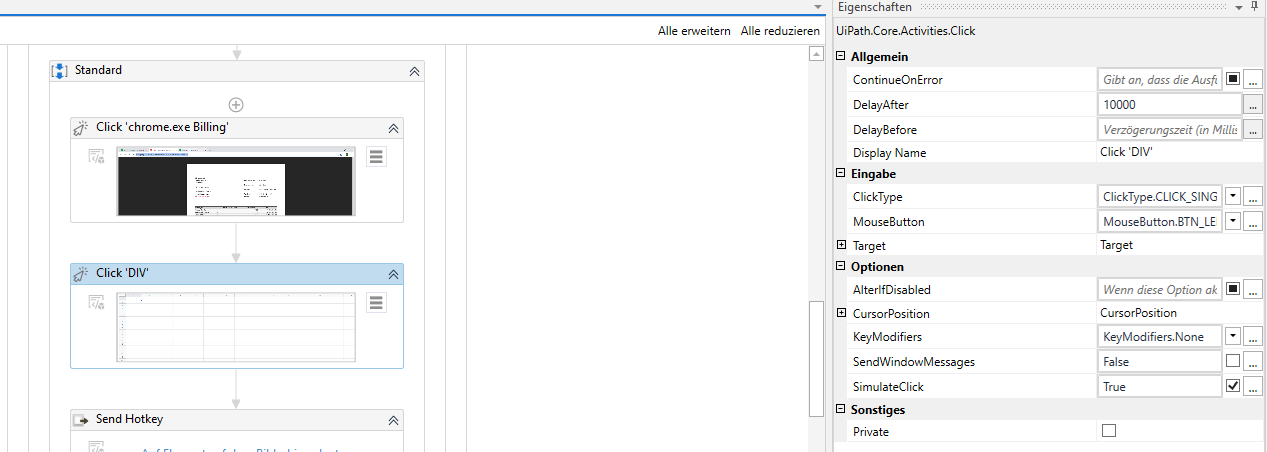 Eigenschaften
Alle erweitern Alle reduzieren
UiPath.Core.Activities.Click
Standard
Click 'chrome.exe Billing'
Click 'DIV'
Send Hotkey
Allgemein
ContinueOnError Gibt an, dass die Ausfü ...
DelayAfter 10000 ...
DelayBefore Verzögerungszeit (in Millis ...
Display Name Click 'DIV'
Eingabe
ClickType ClickType.CLICK_SING ...
MouseButton MouseButton.BTN_LE ...
Target Target
Optionen
AlterIfDisabled Wenn diese Option ak ...
CursorPosition CursorPosition
KeyModifiers KeyModifiers.None ...
SendWindowMessages False ...
SimulateClick True ...
Sonstiges
Private